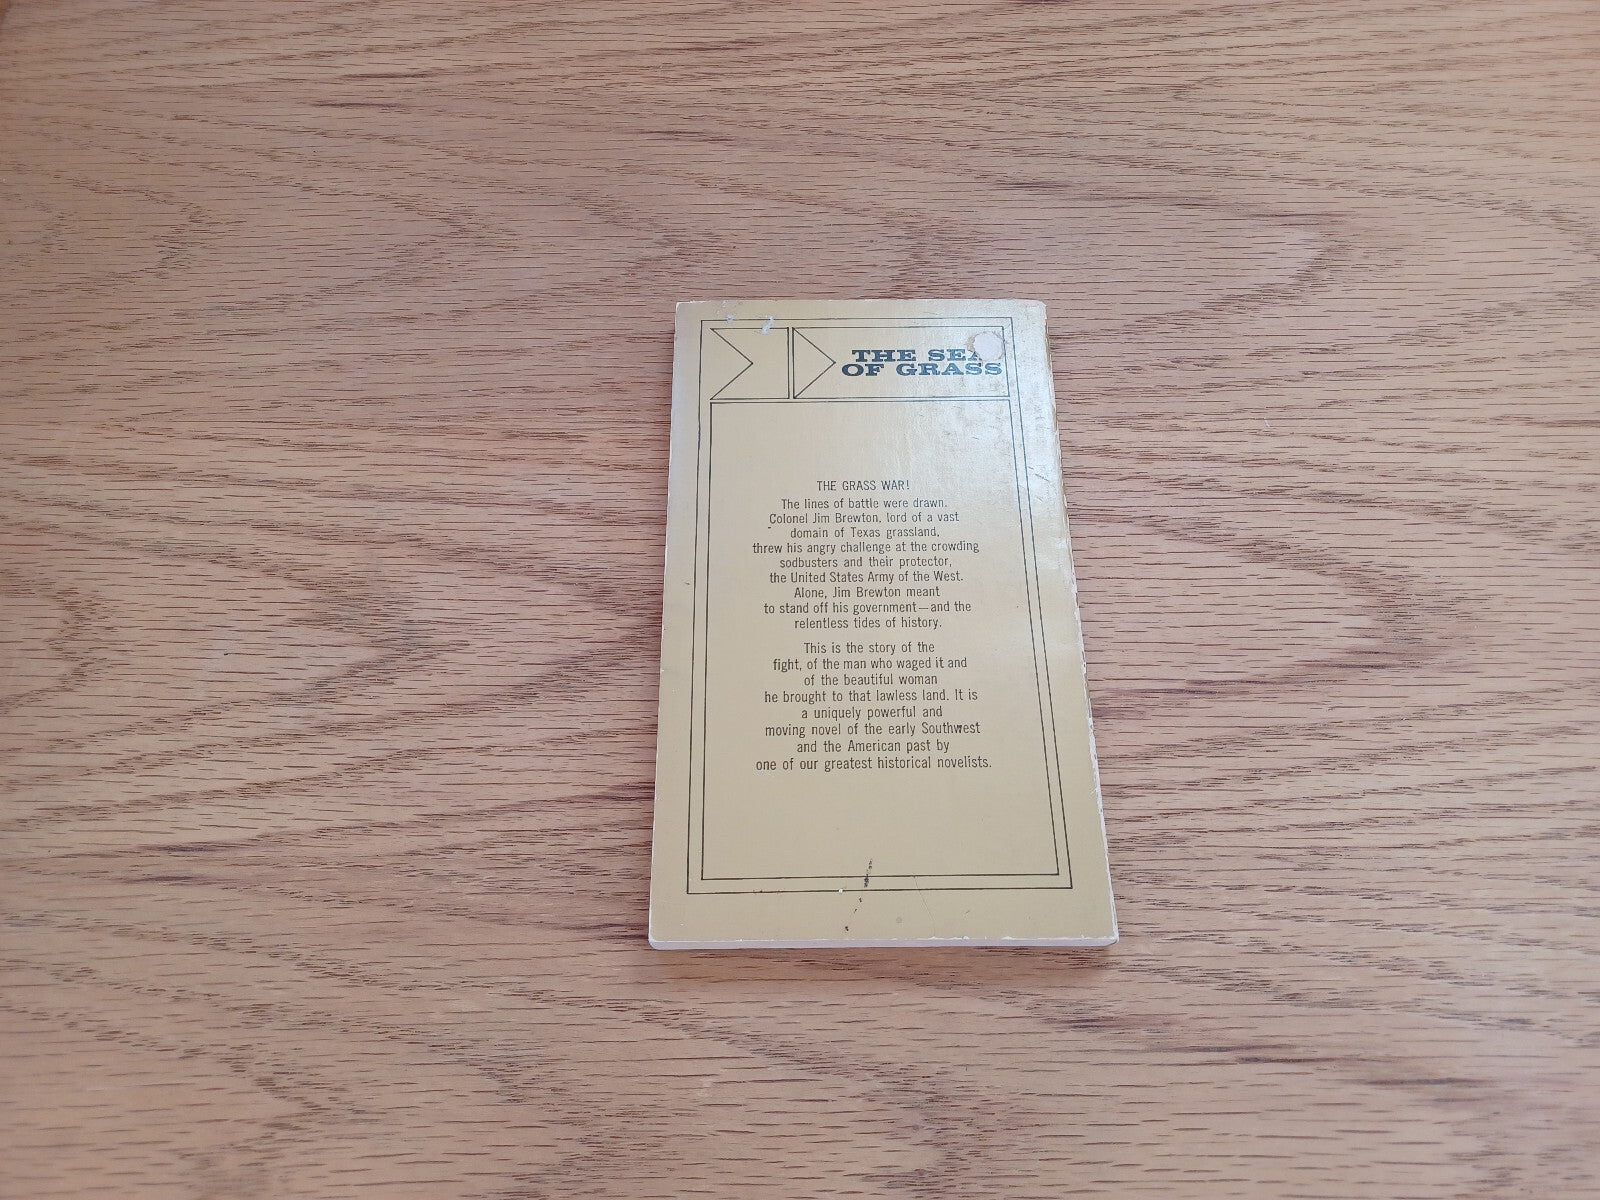 THE SEA
OF GRASS
THE GRASS WAR!
The lines of battle were drawn.
Colonel Jim Brewton, lord of a vast
domain of Texas grassland,
threw his angry challenge at the crowding
sodbusters and their protector,
the United States Army of the West.
Alone, Jim Brewton meant
to stand off his government—and the
relentless tides of history.
This is the story of the
fight, of the man who waged it and
of the beautiful woman
he brought to that lawless land. It is
a uniquely powerful and
moving novel of the early Southwest
and the American past by
one of our greatest historical novelists.